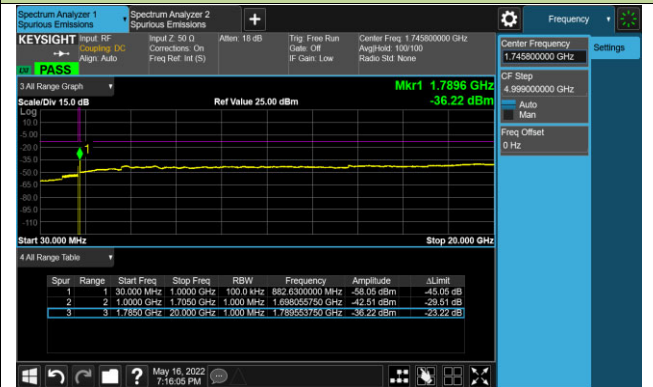 Spectrum Analyzer 1
Spurious Emissions
Spectrum Analyzer 2
Spurious Emissions
+
Frequency
KEYSIGHT
Input: RF
Coupling: DC
Align: Auto
Input Z: 50 Ω
Corrections: On
Freq Ref: Int (S)
Atten: 18 dB
Trig: Free Run
Gate: Off
IF Gain: Low
Center Freq: 1.745800000 GHz
Avg|Hold: 100/100
Radio Std: None
PASS
Center Frequency
1.745800000 GHz
Settings
CF Step
4.999000000 GHz
Auto
Man
Freq Offset
0 Hz
3 All Range Graph
Mkr1 1.7896 GHz
Scale/Div 15.0 dB
Ref Value 25.00 dBm
-36.22 dBm
Log
10.0
-5.00
-20.0
-35.0
-50.0
-65.0
-80.0
-95.0
-110
1
Start 30.000 MHz
Stop 20.000 GHz
4 All Range Table
Spur Range Start Freq Stop Freq RBW Frequency Amplitude ΔLimit
1 1 30.000 MHz 1.0000 GHz 100.0 kHz 882.6300000 MHz -58.05 dBm -45.05 dB
2 2 1.0000 GHz 1.7050 GHz 1.000 MHz 1.698055750 GHz -42.51 dBm -29.51 dB
3 3 1.7850 GHz 20.000 GHz 1.000 MHz 1.789553750 GHz -36.22 dBm -23.22 dB
?
May 16, 2022
7:16:05 PM